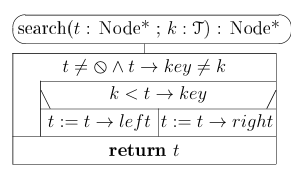 search(t : Node* ; k : 𝒯) : Node*
t ≠ ⊘ ∧ t → key ≠ k
k < t → key
t := t → left t := t → right
return t